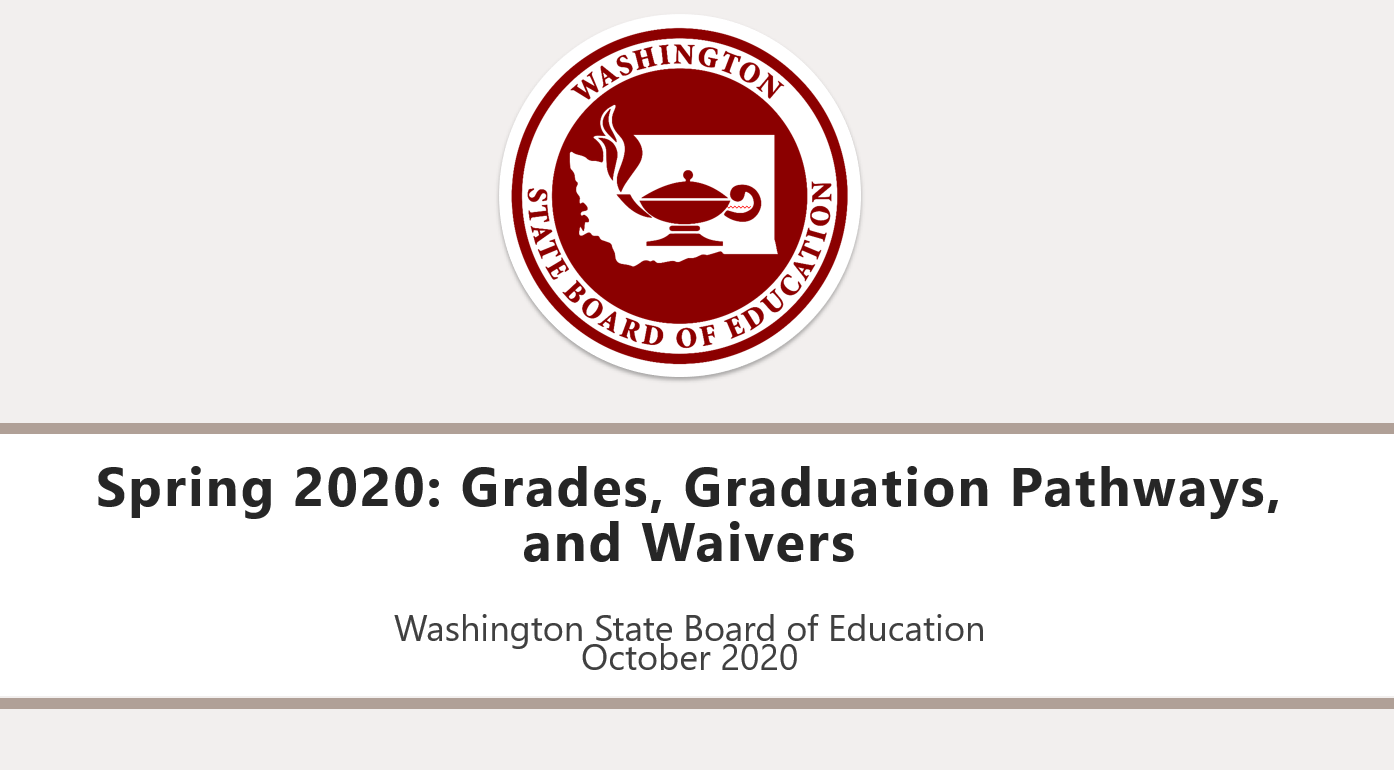 WASHINGTON
STATE BOARD OF EDUCATION
Spring 2020: Grades, Graduation Pathways,
and Waivers
Washington State Board of Education
October 2020